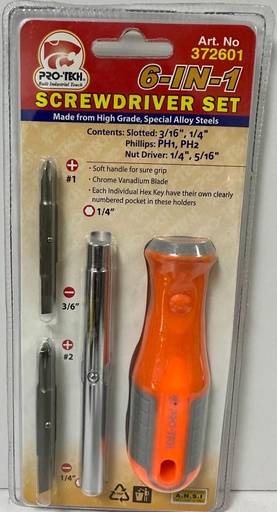 Art. No
372601
PRO-TECH®
Built Industrial Tough
6-IN-1
SCREWDRIVER SET
Made from High Grade, Special Alloy Steels
Contents: Slotted: 3/16", 1/4"
Phillips: PH1, PH2
Nut Driver: 1/4", 5/16"
• Soft handle for sure grip
• Chrome Vanadium Blade
• Each Individual Hex Key have their own clearly
numbered pocket in these holders
#1
1/4"
3/6"
#2
1/4"
PRO-TECH
A.N.S.I